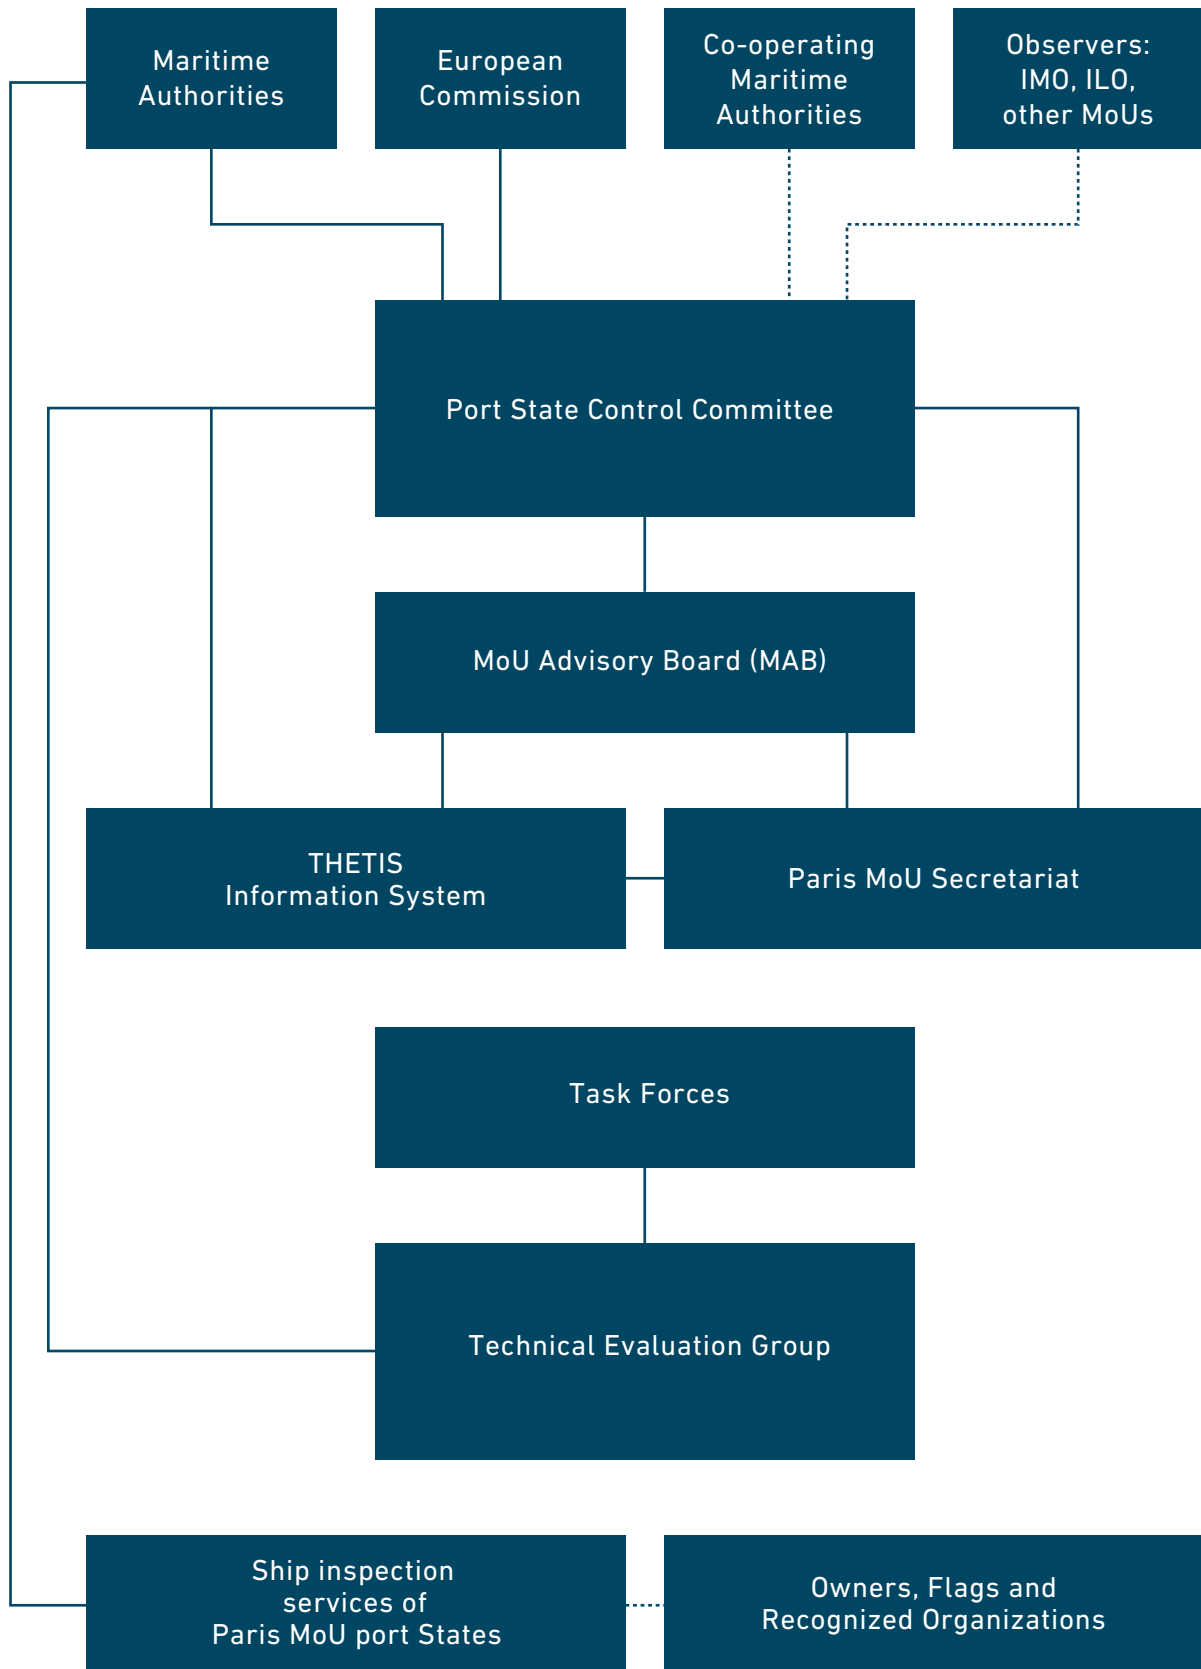 Maritime
Authorities
European
Commission
Co-operating
Maritime
Authorities
Observers:
IMO, ILO,
other MoUs
Port State Control Committee
MoU Advisory Board (MAB)
THETIS
Information System
Paris MoU Secretariat
Task Forces
Technical Evaluation Group
Ship inspection
services of
Paris MoU port States
Owners, Flags and
Recognized Organizations